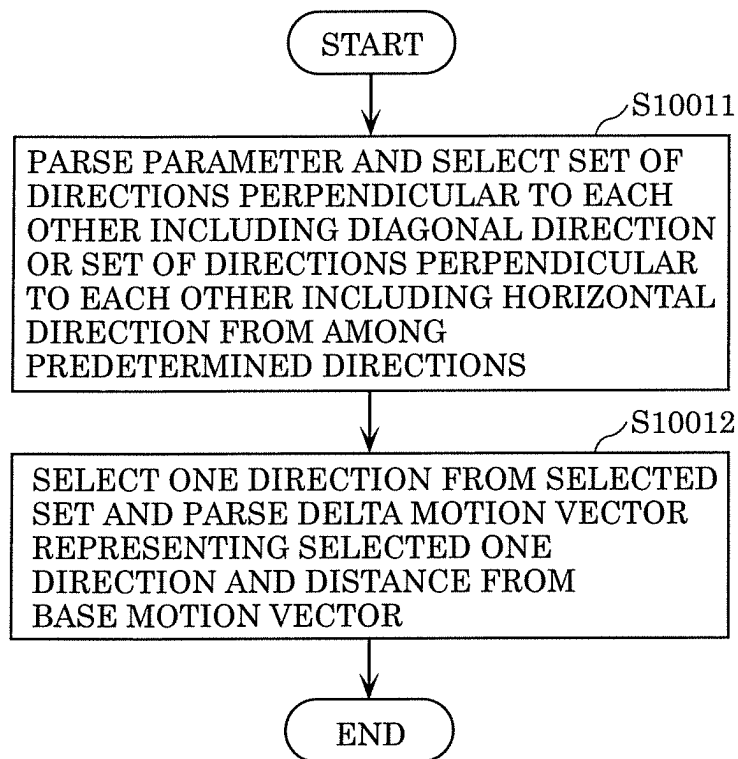 START
S10011
PARSE PARAMETER AND SELECT SET OF
DIRECTIONS PERPENDICULAR TO EACH
OTHER INCLUDING DIAGONAL DIRECTION
OR SET OF DIRECTIONS PERPENDICULAR
TO EACH OTHER INCLUDING HORIZONTAL
DIRECTION FROM AMONG
PREDETERMINED DIRECTIONS
S10012
SELECT ONE DIRECTION FROM SELECTED
SET AND PARSE DELTA MOTION VECTOR
REPRESENTING SELECTED ONE
DIRECTION AND DISTANCE FROM
BASE MOTION VECTOR
END